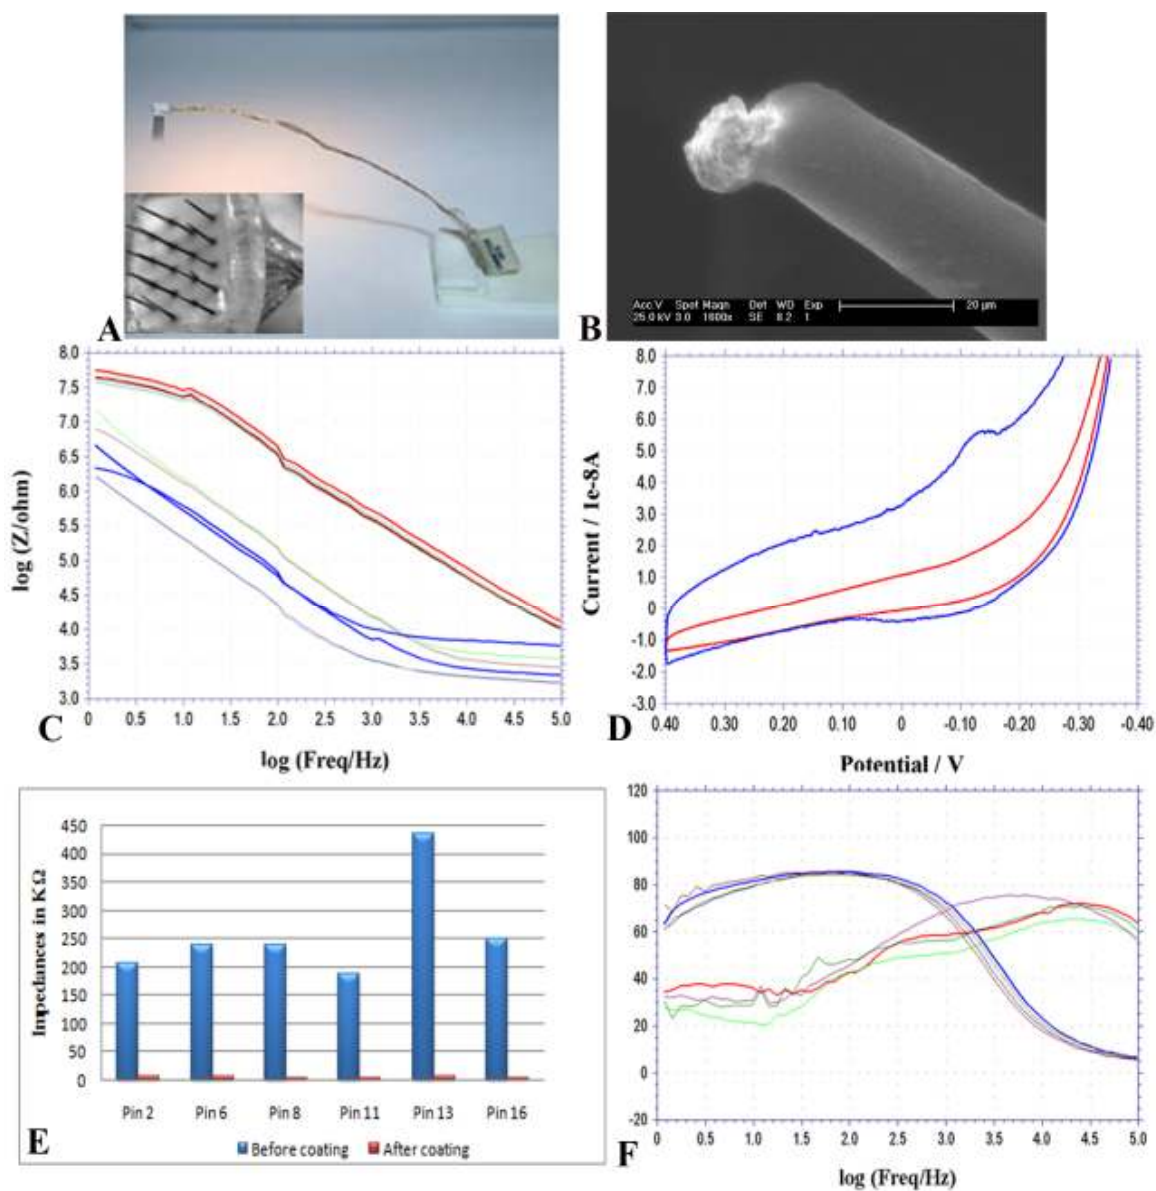 A
B
Acc.V Spot Magn Det WD Exp
20 µm
25.0 kV 3.0 1600x SE 8.2 1
8.0
7.5
7.0
6.5
6.0
5.5
5.0
4.5
4.0
3.5
3.0
log (Z/ohm)
0 1.0 1.5 2.0 2.5 3.0 3.5 4.0 4.5 5.0
C
log (Freq/Hz)
8.0
7.0
6.0
5.0
4.0
3.0
2.0
1.0
0
-1.0
-2.0
-3.0
Current / 1e-8A
0.40 0.30 0.20 0.10 0 -0.10 -0.20 -0.30 -0.40
D
Potential / V
450
400
350
300
250
200
150
100
50
0
Impedances in KΩ
Pin 2 Pin 6 Pin 8 Pin 11 Pin 13 Pin 16
Before coating After coating
E
120
100
80
60
40
20
0
-20
0 0.5 1.0 1.5 2.0 2.5 3.0 3.5 4.0 4.5 5.0
F
log (Freq/Hz)